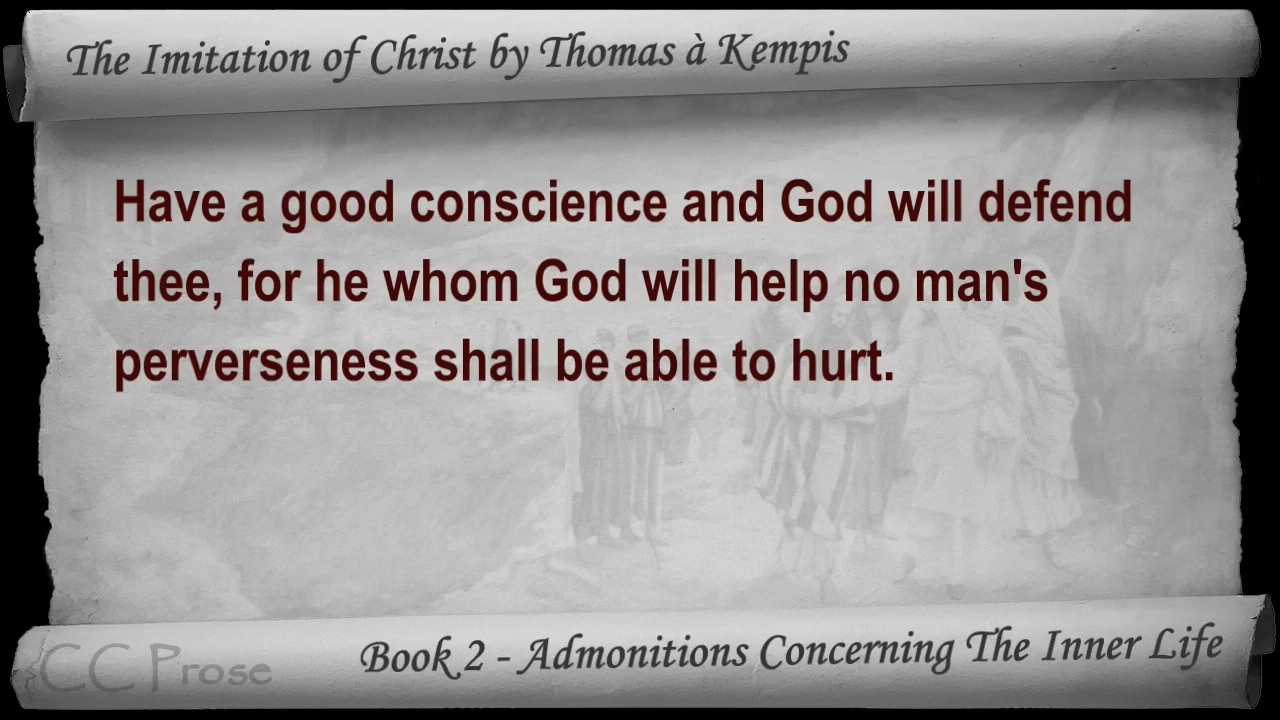 The Imitation of Christ by Thomas à Kempis
Have a good conscience and God will defend
thee, for he whom God will help no man's
perverseness shall be able to hurt.
CC Prose
Book 2 - Admonitions Concerning The Inner Life